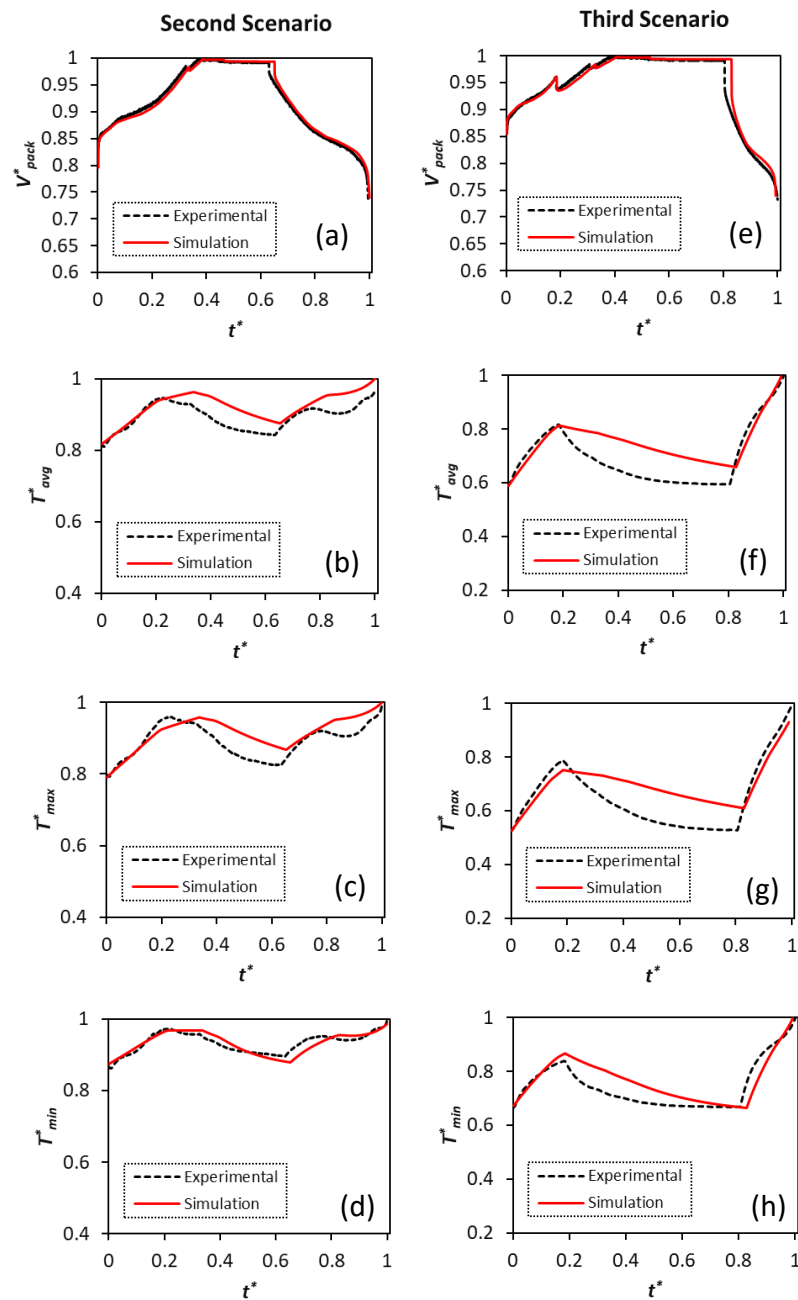 Second Scenario
Third Scenario
1
0.95
0.9
0.85
0.8
0.75
0.7
0.65
0.6
V*pack
Experimental
Simulation
(a)
0 0.2 0.4 0.6 0.8 1
t*
1
0.95
0.9
0.85
0.8
0.75
0.7
0.65
0.6
V*pack
Experimental
Simulation
(e)
0 0.2 0.4 0.6 0.8 1
t*
1
0.8
0.6
0.4
T*avg
Experimental
Simulation
(b)
0 0.2 0.4 0.6 0.8 1
t*
1
0.8
0.6
0.4
0.2
T*avg
Experimental
Simulation
(f)
0 0.2 0.4 0.6 0.8 1
t*
1
0.8
0.6
0.4
T*max
Experimental
Simulation
(c)
0 0.2 0.4 0.6 0.8 1
t*
1
0.8
0.6
0.4
0.2
T*max
Experimental
Simulation
(g)
0 0.2 0.4 0.6 0.8 1
t*
1
0.8
0.6
0.4
T*min
Experimental
Simulation
(d)
0 0.2 0.4 0.6 0.8 1
t*
1
0.8
0.6
0.4
0.2
T*min
Experimental
Simulation
(h)
0 0.2 0.4 0.6 0.8 1
t*